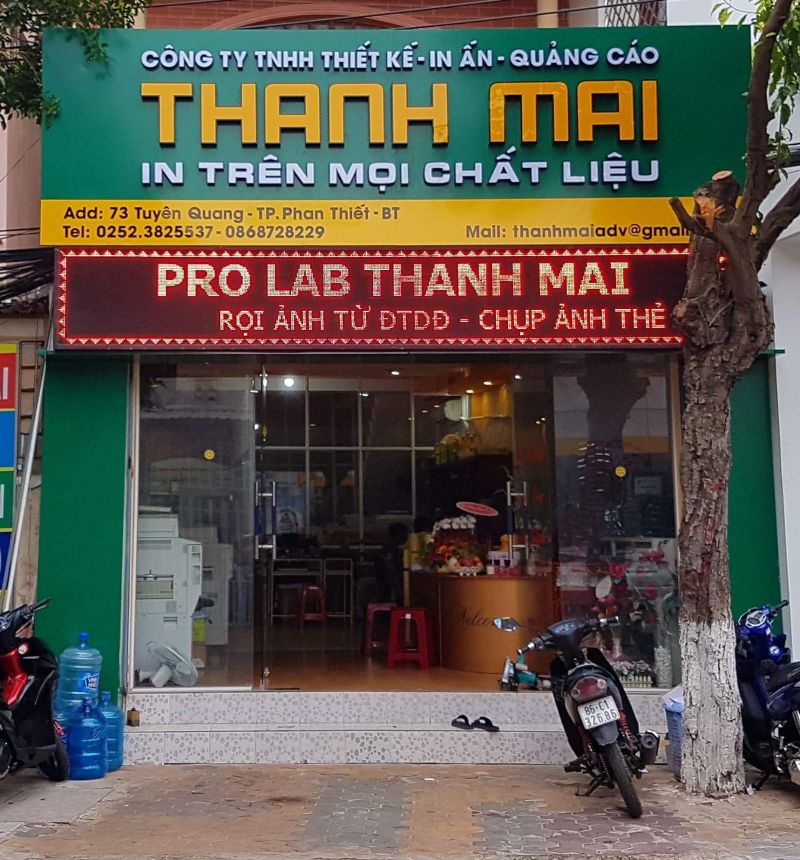 CÔNG TY TNHH THIẾT KẾ - IN ẤN - QUẢNG CÁO
THANH MAI
IN TRÊN MỌI CHẤT LIỆU
Add: 73 Tuyên Quang - TP. Phan Thiết - BT
Tel: 0252.3825537 - 0868728229
Mail: thanhmaiadv@gmail
PRO LAB THANH MAI
RỌI ẢNH TỪ ĐTDĐ - CHỤP ẢNH THẺ
Welcome
86-C1
326.86